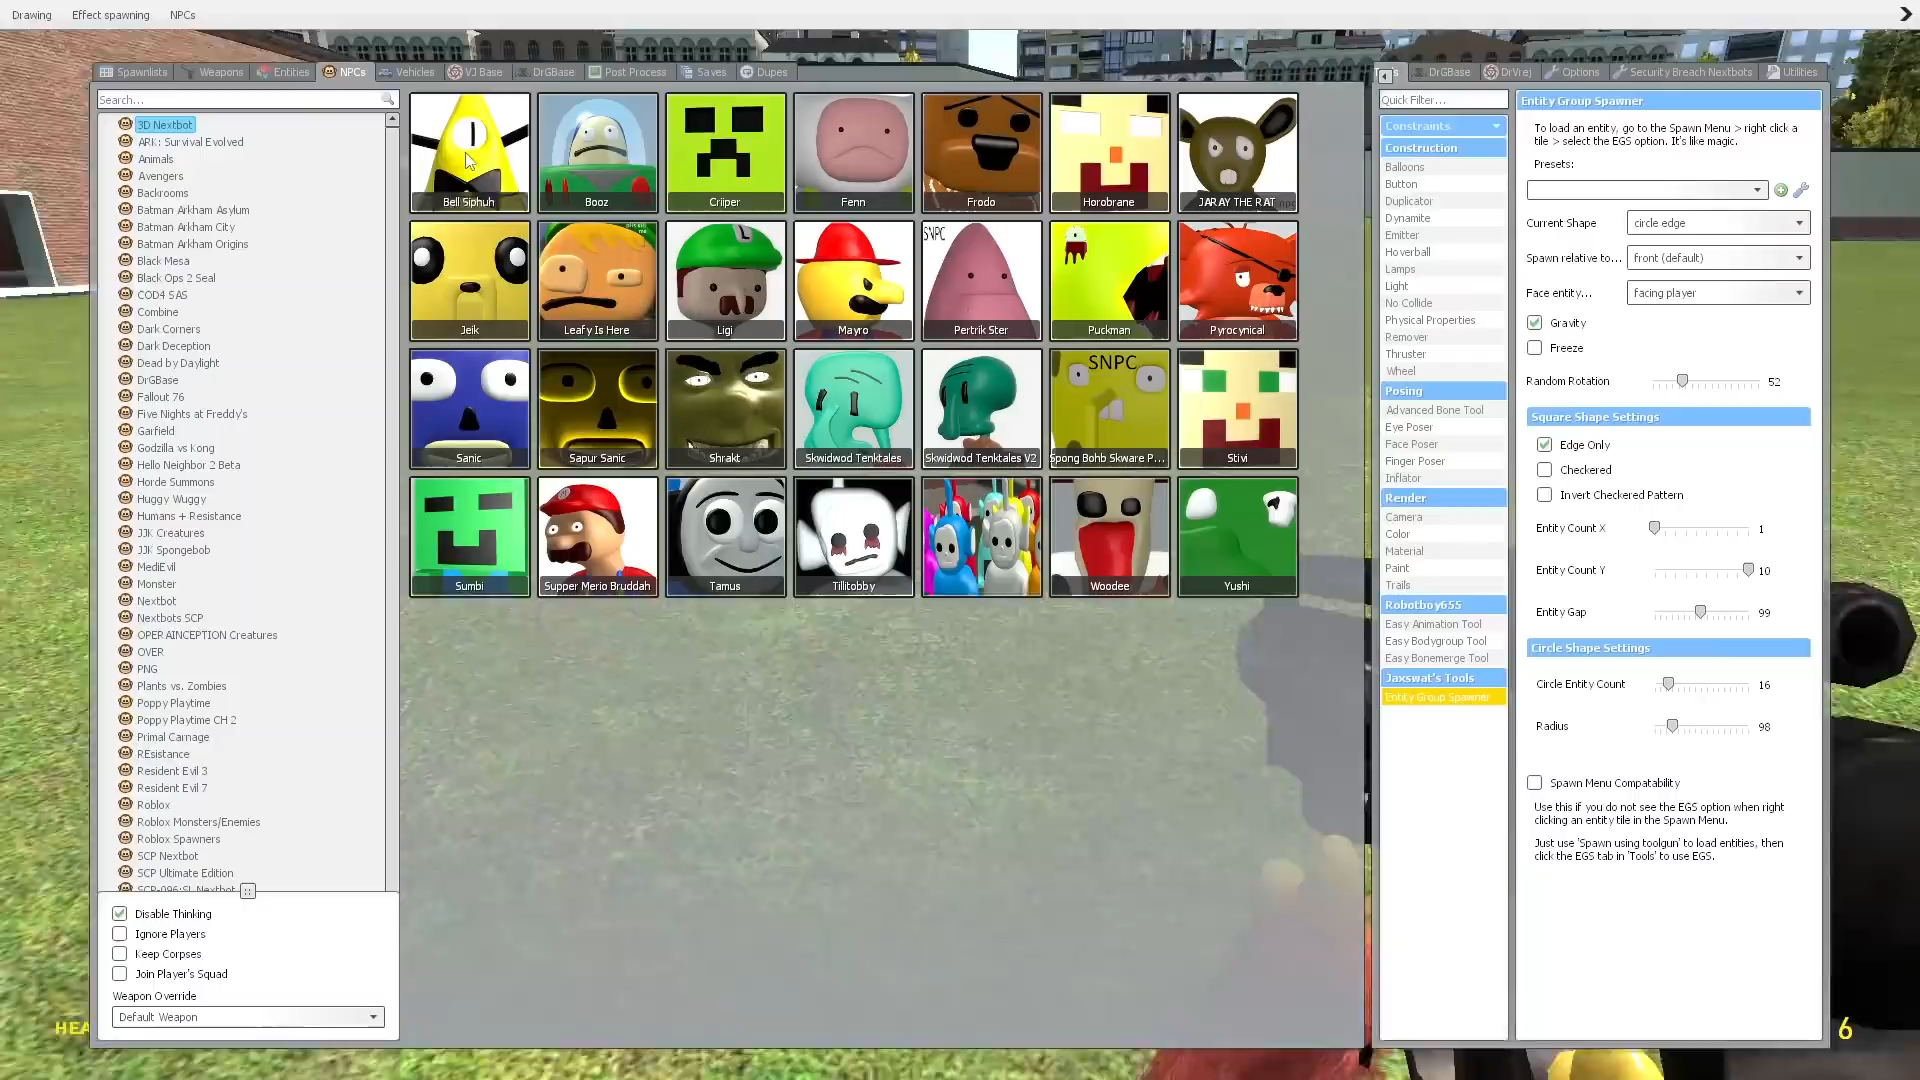 Drawing Effect spawning NPCs
Spawnlists Weapons Entities NPCs Vehicles VJ Base DrGBase Post Process Saves Dupes
DrGBase DrVrej Options Security Breach Nextbots Utilities
Search...
3D Nextbot
ARK: Survival Evolved
Animals
Avengers
Backrooms
Batman Arkham Asylum
Batman Arkham City
Batman Arkham Origins
Black Mesa
Black Ops 2 Seal
COD4 SAS
Combine
Dark Corners
Dark Deception
Dead by Daylight
DrGBase
Fallout 76
Five Nights at Freddy's
Garfield
Godzilla vs Kong
Hello Neighbor 2 Beta
Horde Summons
Huggy Wuggy
Humans + Resistance
JJK Creatures
JJK Spongebob
MediEvil
Monster
Nextbot
Nextbots SCP
OPERAINCEPTION Creatures
OVER
PNG
Plants vs. Zombies
Poppy Playtime
Poppy Playtime CH 2
Primal Carnage
REsistance
Resident Evil 3
Resident Evil 7
Roblox
Roblox Monsters/Enemies
Roblox Spawners
SCP Nextbot
SCP Ultimate Edition
SCP-096:SL Nextbot
Disable Thinking
Ignore Players
Keep Corpses
Join Player's Squad
Weapon Override
Default Weapon
HEA
Bell Siphuh Booz Criiper Fenn Frodo Horobrane JARAY THE RAT
SNPC
Jeik Leafy Is Here Ligi Mayro Pertrik Ster Puckman Pyrocynical
SNPC
Sanic Sapur Sanic Shrakt Skwidwod Tenktales Skwidwod Tenktales V2 Spong Bohb Skware P... Stivi
Sumbi Supper Merio Bruddah Tamus Tillitobby Woodee Yushi
Quick Filter...
Constraints
Construction
Balloons
Button
Duplicator
Dynamite
Emitter
Hoverball
Lamps
Light
No Collide
Physical Properties
Remover
Thruster
Wheel
Posing
Advanced Bone Tool
Eye Poser
Face Poser
Finger Poser
Inflator
Render
Camera
Color
Material
Paint
Trails
Robotboy655
Easy Animation Tool
Easy Bodygroup Tool
Easy Bonemerge Tool
Jaxswat's Tools
Entity Group Spawner
Entity Group Spawner
To load an entity, go to the Spawn Menu > right click a
tile > select the EGS option. It's like magic.
Presets:
Current Shape circle edge
Spawn relative to... front (default)
Face entity... facing player
Gravity
Freeze
Random Rotation 52
Square Shape Settings
Edge Only
Checkered
Invert Checkered Pattern
Entity Count X 1
Entity Count Y 10
Entity Gap 99
Circle Shape Settings
Circle Entity Count 16
Radius 98
Spawn Menu Compatability
Use this if you do not see the EGS option when right
clicking an entity tile in the Spawn Menu.
Just use 'Spawn using toolgun' to load entities, then
click the EGS tab in 'Tools' to use EGS.
6